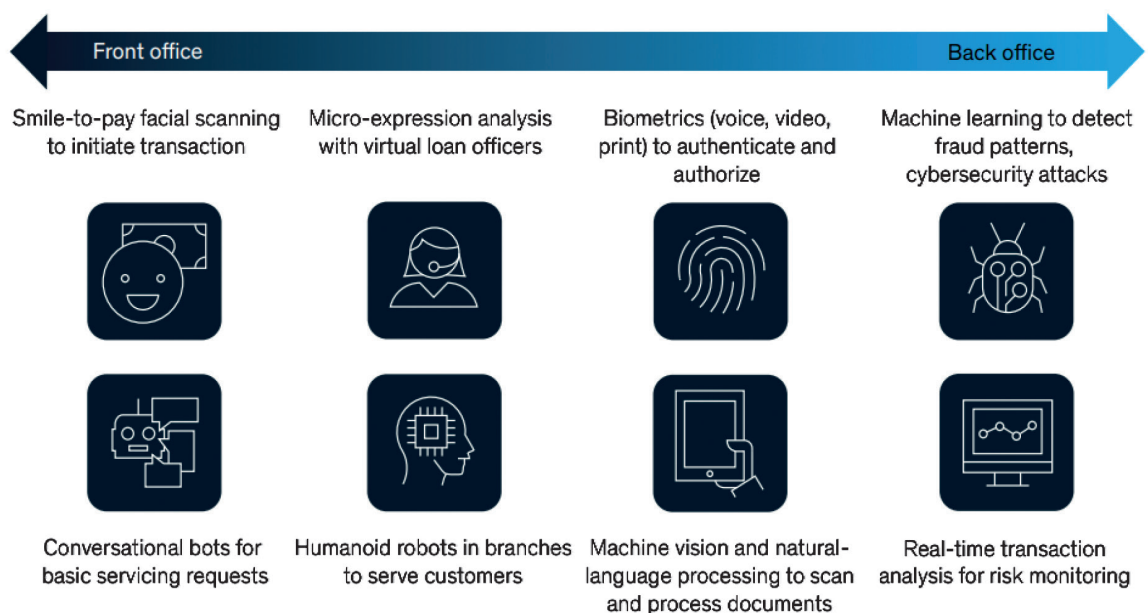 Front office
Back office
Smile-to-pay facial scanning
to initiate transaction
Micro-expression analysis
with virtual loan officers
Biometrics (voice, video,
print) to authenticate and
authorize
Machine learning to detect
fraud patterns,
cybersecurity attacks
Conversational bots for
basic servicing requests
Humanoid robots in branches
to serve customers
Machine vision and natural-
language processing to scan
and process documents
Real-time transaction
analysis for risk monitoring